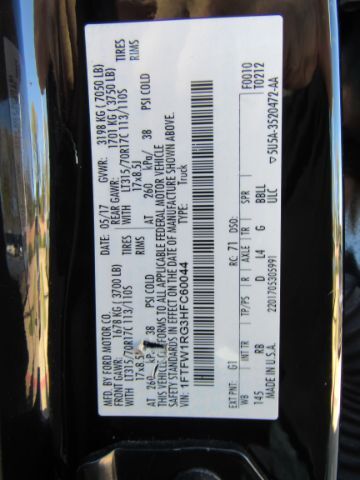 MFD. BY FORD MOTOR CO.
DATE: 05/17 GVWR: 3198 KG (7050 LB)
FRONT GAWR: 1678 KG (3700 LB) REAR GAWR: 1701 KG (3750 LB)
WITH LT315/70R17C 113/110S TIRES WITH LT315/70R17C 113/110S TIRES
17x8.5J RIMS 17x8.5J RIMS
AT 260 kPa/ 38 PSI COLD AT 260 kPa/ 38 PSI COLD
THIS VEHICLE CONFORMS TO ALL APPLICABLE FEDERAL MOTOR VEHICLE
SAFETY STANDARDS IN EFFECT ON THE DATE OF MANUFACTURE SHOWN ABOVE.
VIN: 1FTFW1RG3HFC80044
TYPE: Truck
F0010
T0212
EXT PNT: G1 RC: 71 DSO:
WB INT TR TP/PS R AXLE TR SPR
145 RB D L4 G BBLL
2201705305991 ULC
▽5U5A-3520472-AA